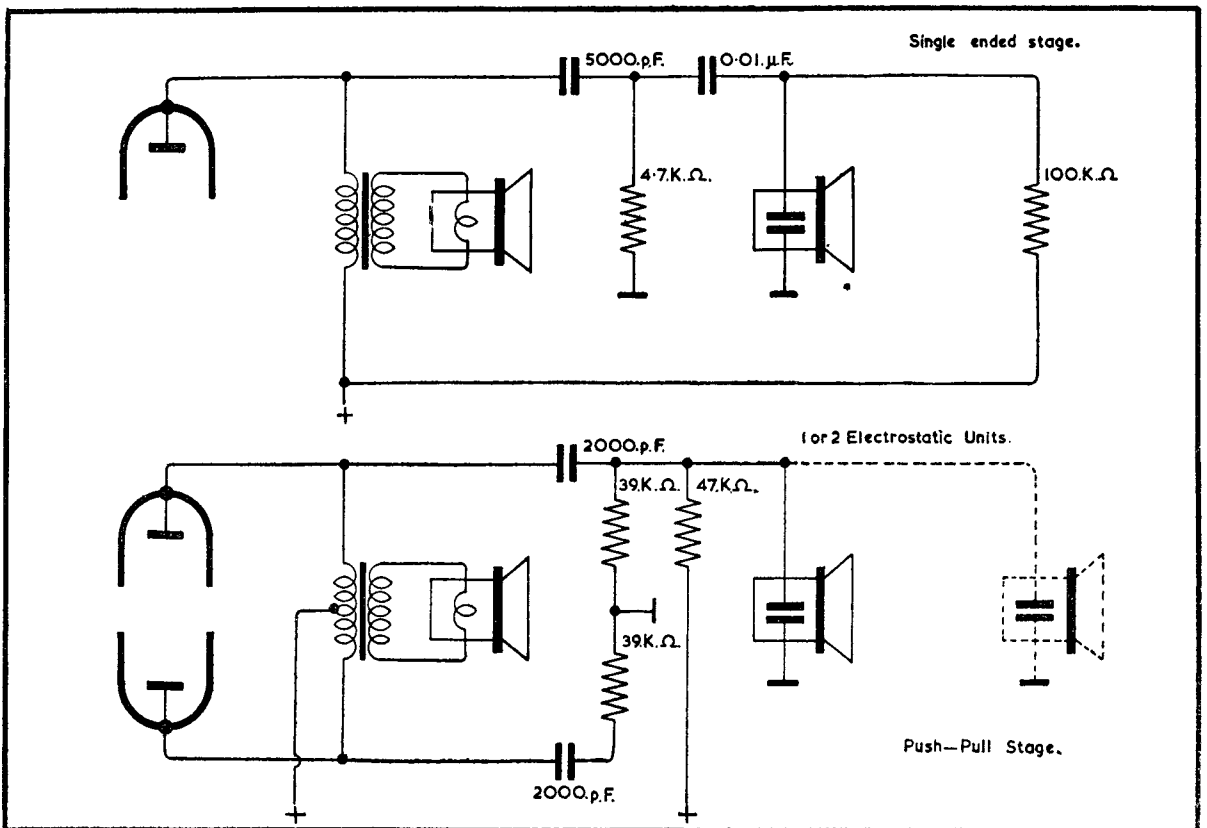 Single ended stage.
5000.p.F.
0·01.µF.
4·7.K.Ω.
100.K.Ω
+
1 or 2 Electrostatic Units.
2000.p.F.
39.K.Ω.
47.K.Ω.
39.K.Ω.
Push—Pull Stage.
2000.p.F.
+
+